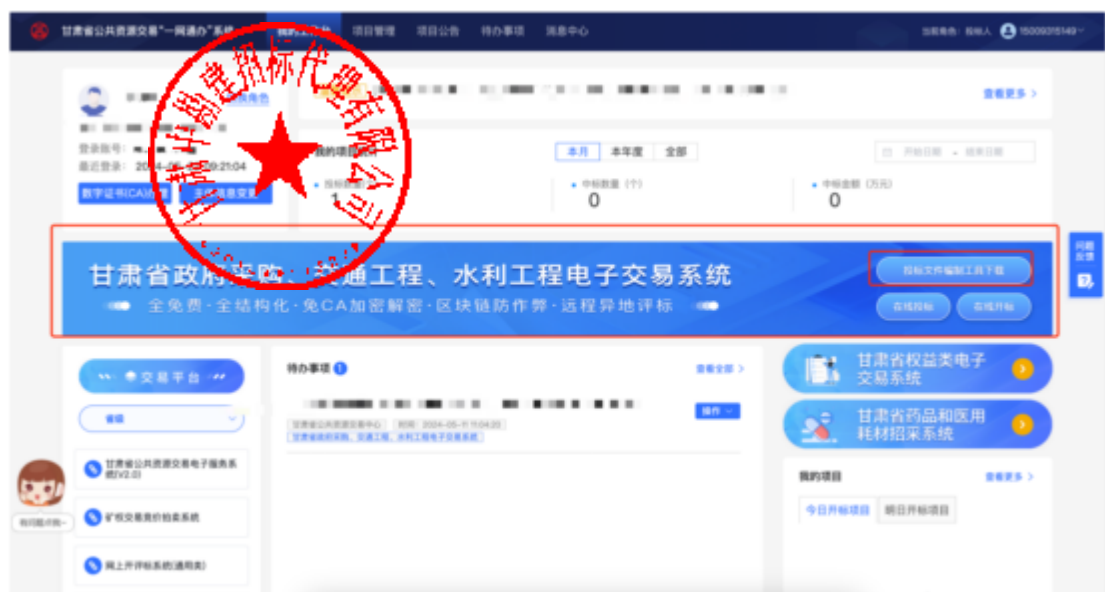 甘肃省公共资源交易"一网通办"系统
项目管理 项目公告 待办事项 消息中心
当前角色: 投标人 15009315149
查看更多 >
登录账号:
最近登录:
本月 本年度 全部
开始日期 - 结束日期
数字证书(CA)
中标数量 (个)
中标金额 (万元)
1
0
0
甘肃中勘建招标代理有限公司
问题反馈
甘肃省政府采购、交通工程、水利工程电子交易系统
投标文件编制工具下载
全免费·全结构化·免CA加密解密·区块链防作弊·远程异地评标
在线投标 在线开标
交易平台
待办事项 1
查看全部 >
甘肃省权益类电子
交易系统
省级
操作
甘肃省公共资源交易中心 时间: 2024-05-11 11:04:20
甘肃省政府采购、交通工程、水利工程电子交易系统
甘肃省药品和医用
耗材招采系统
甘肃省公共资源交易电子服务系
统(V2.0)
我的项目
查看更多 >
今日开标项目 明日开标项目
有问题点我~
矿权交易竞价拍卖系统
网上开评标系统(通用类)